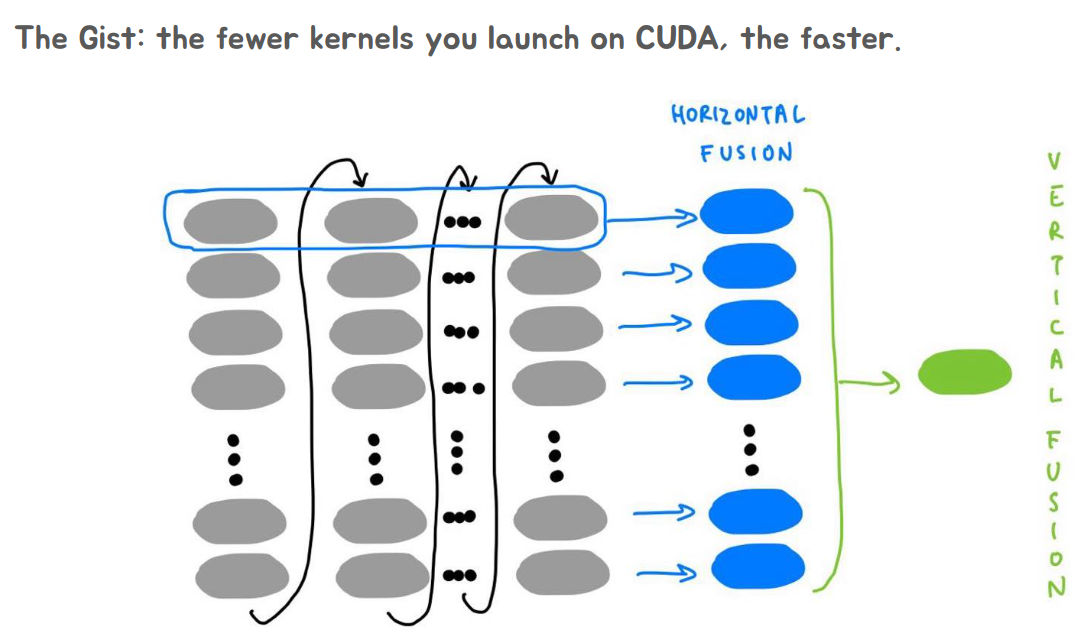 The Gist: the fewer kernels you launch on CUDA, the faster.
HORIZONTAL
FUSION
VERTICAL FUSION